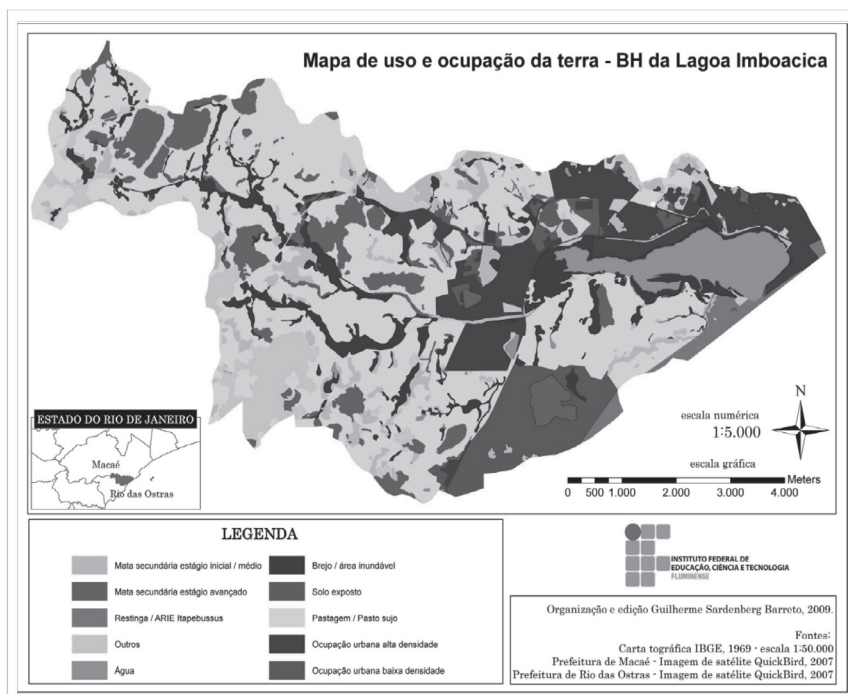 Mapa de uso e ocupação da terra - BH da Lagoa Imboacica
N
escala numérica
1:5.000
escala gráfica
Meters
0 500 1.000 2.000 3.000 4.000
ESTADO DO RIO DE JANEIRO
Macaé
Rio das Ostras
LEGENDA
Mata secundária estágio inicial / médio
Mata secundária estágio avançado
Restinga / ARIE Itapebussus
Outros
Água
Brejo / área inundável
Solo exposto
Pastagem / Pasto sujo
Ocupação urbana alta densidade
Ocupação urbana baixa densidade
INSTITUTO FEDERAL DE
EDUCAÇÃO, CIÊNCIA E TECNOLOGIA
FLUMINENSE
Organização e edição Guilherme Sardenberg Barreto, 2009.
Fontes:
Carta tográfica IBGE, 1969 - escala 1:50.000
Prefeitura de Macaé - Imagem de satélite QuickBird, 2007
Prefeitura de Rio das Ostras - Imagem de satélite QuickBird, 2007